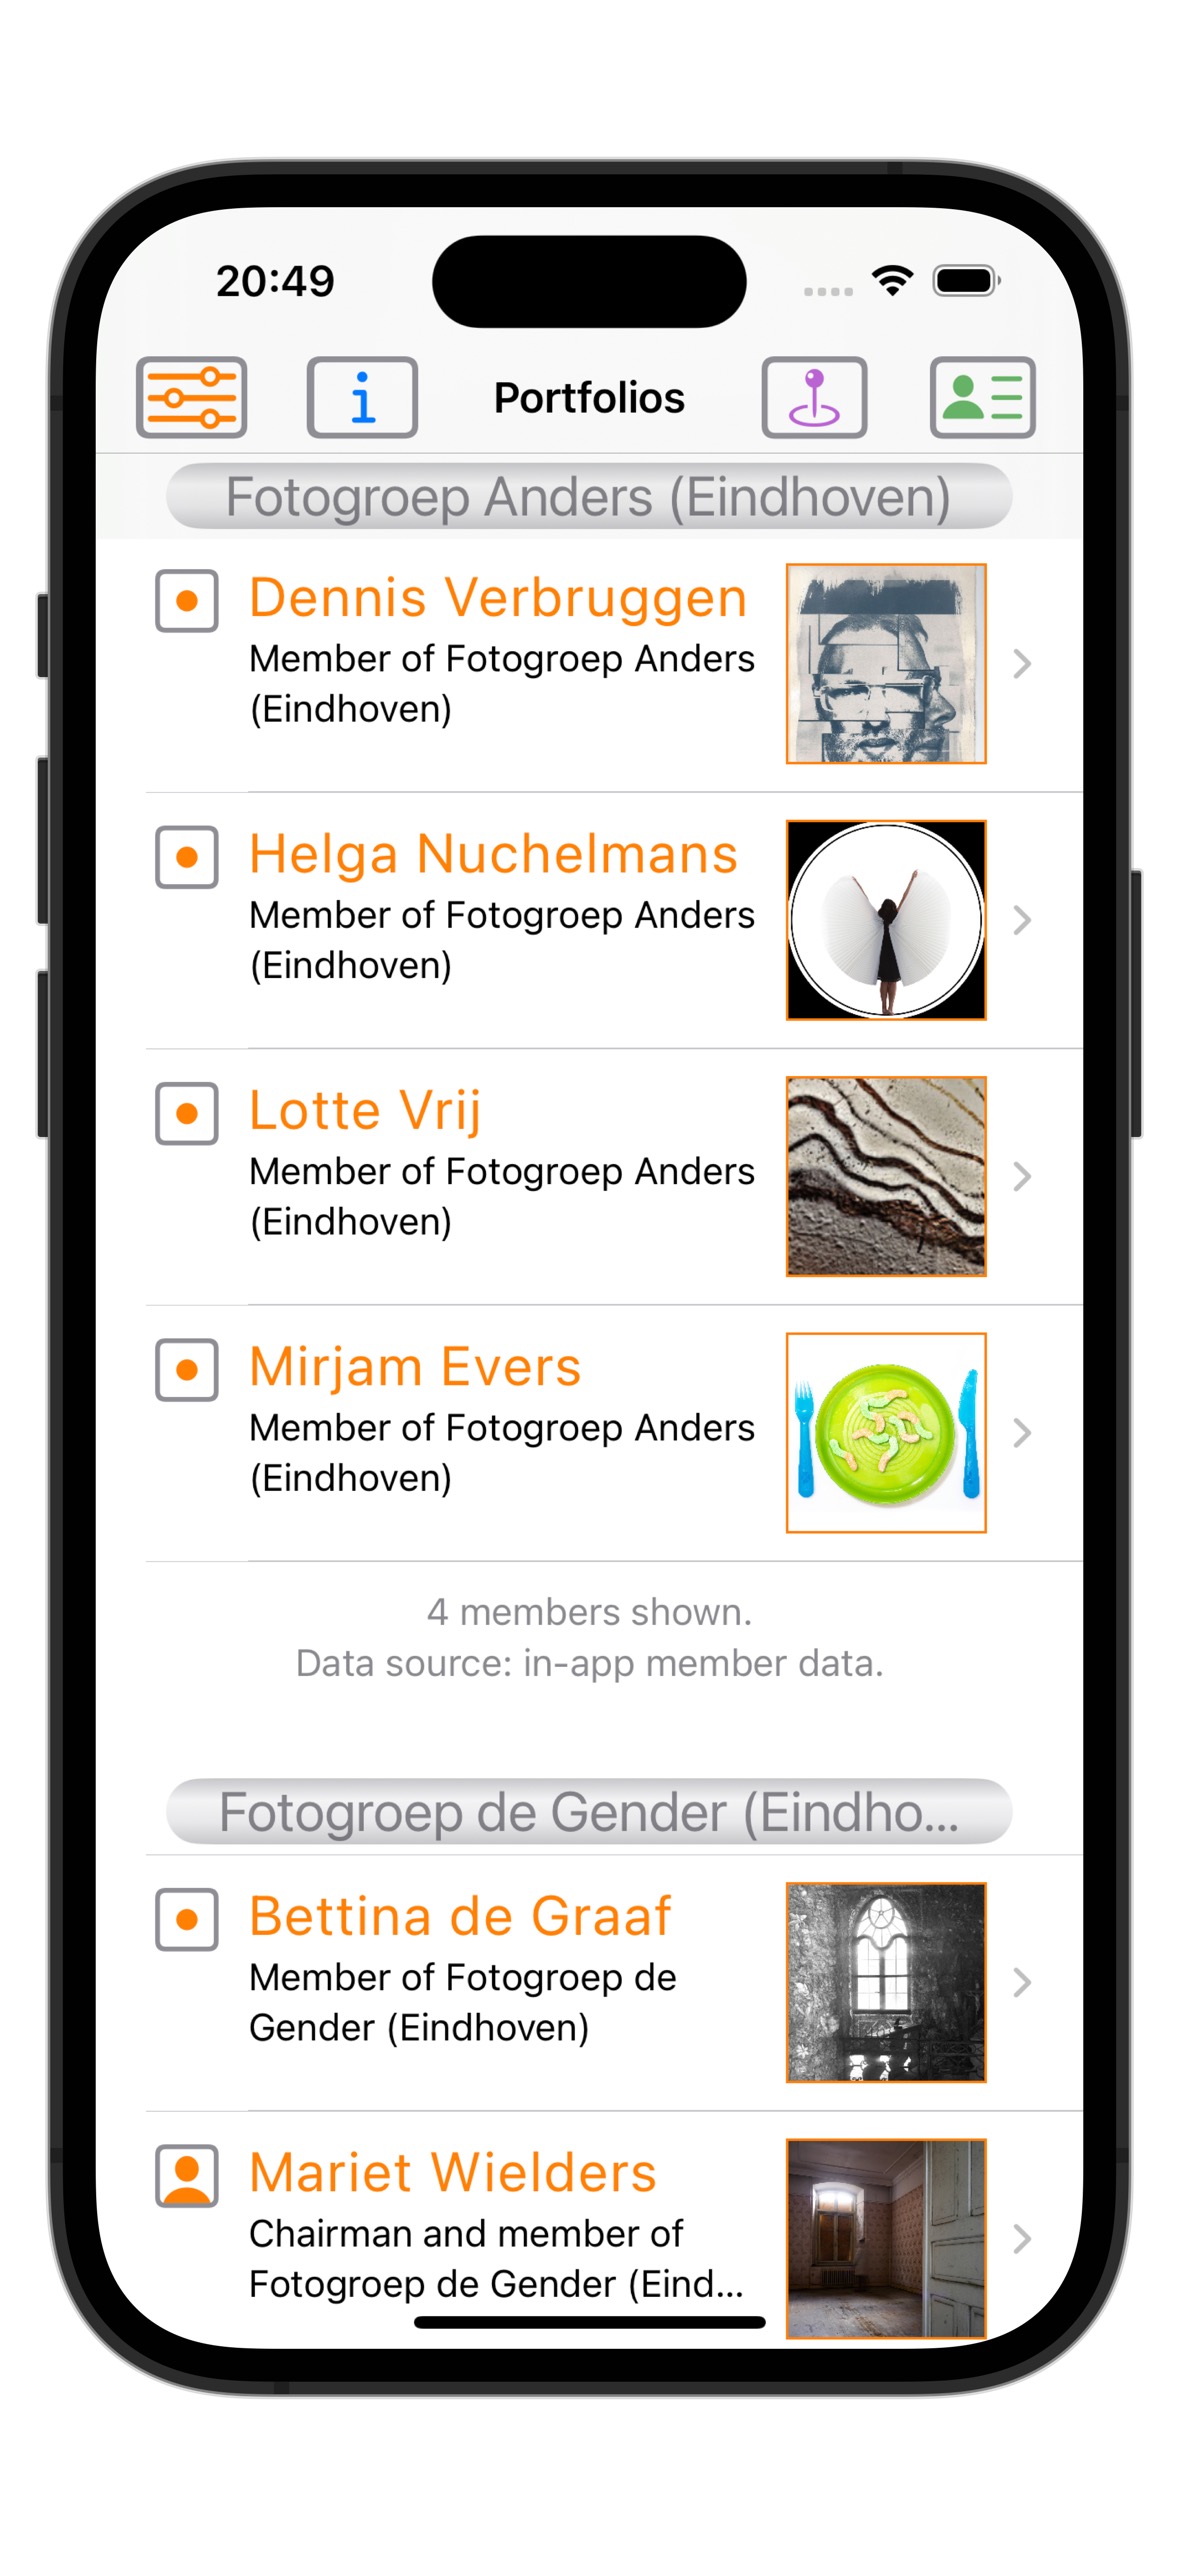 20:49
Portfolios
Fotogroep Anders (Eindhoven)
Dennis Verbruggen
Member of Fotogroep Anders
(Eindhoven)
Helga Nuchelmans
Member of Fotogroep Anders
(Eindhoven)
Lotte Vrij
Member of Fotogroep Anders
(Eindhoven)
Mirjam Evers
Member of Fotogroep Anders
(Eindhoven)
4 members shown.
Data source: in-app member data.
Fotogroep de Gender (Eindho...
Bettina de Graaf
Member of Fotogroep de
Gender (Eindhoven)
Mariet Wielders
Chairman and member of
Fotogroep de Gender (Eind...